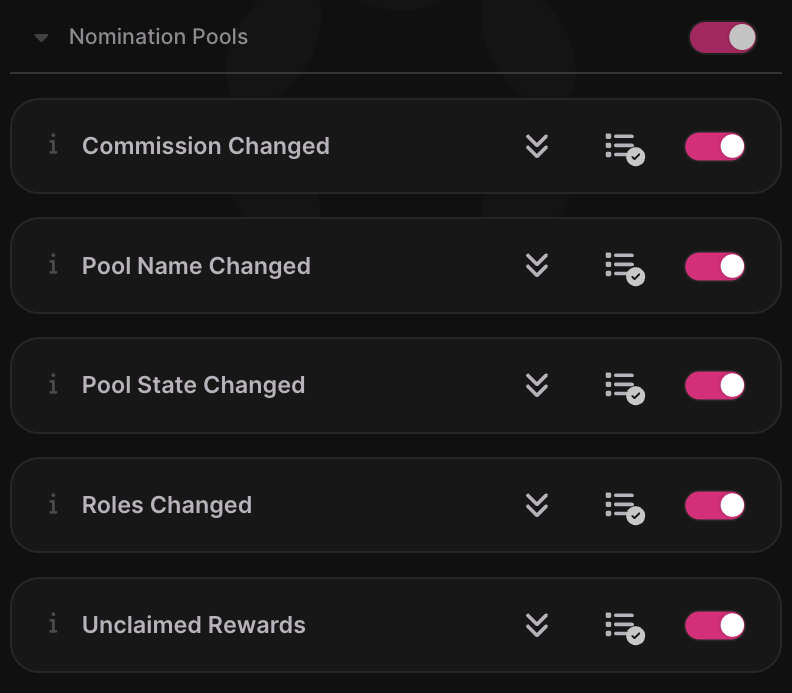 Nomination Pools
Commission Changed
Pool Name Changed
Pool State Changed
Roles Changed
Unclaimed Rewards